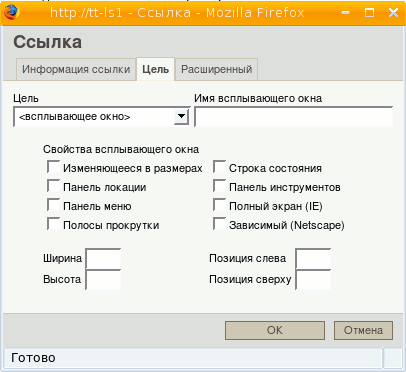 http://tt-ls1 - Ссылка - Mozilla Firefox
Ссылка
Информация ссылки Цель Расширенный
Цель Имя всплывающего окна
<всплывающее окно>
Свойства всплывающего окна
Изменяющееся в размерах Строка состояния
Панель локации Панель инструментов
Панель меню Полный экран (IE)
Полосы прокрутки Зависимый (Netscape)
Ширина Позиция слева
Высота Позиция сверху
ОК Отмена
Готово